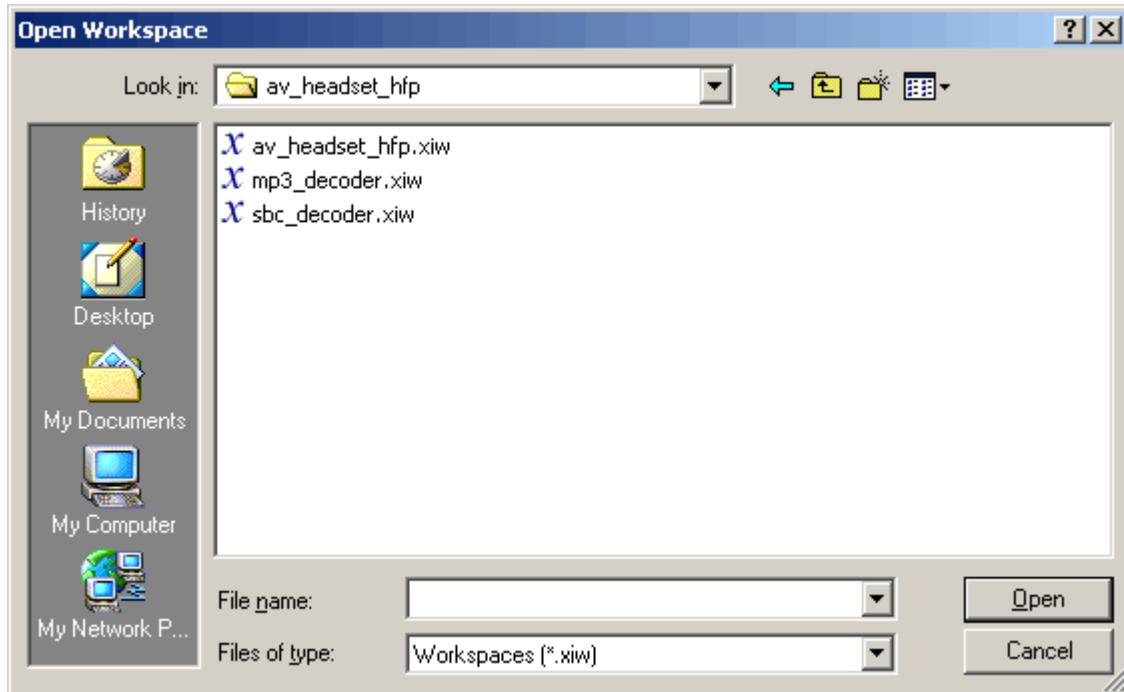 Open Workspace
Look in: av_headset_hfp
av_headset_hfp.xiw
mp3_decoder.xiw
sbc_decoder.xiw
History
Desktop
My Documents
My Computer
My Network P...
File name:
Open
Files of type: Workspaces (*.xiw)
Cancel